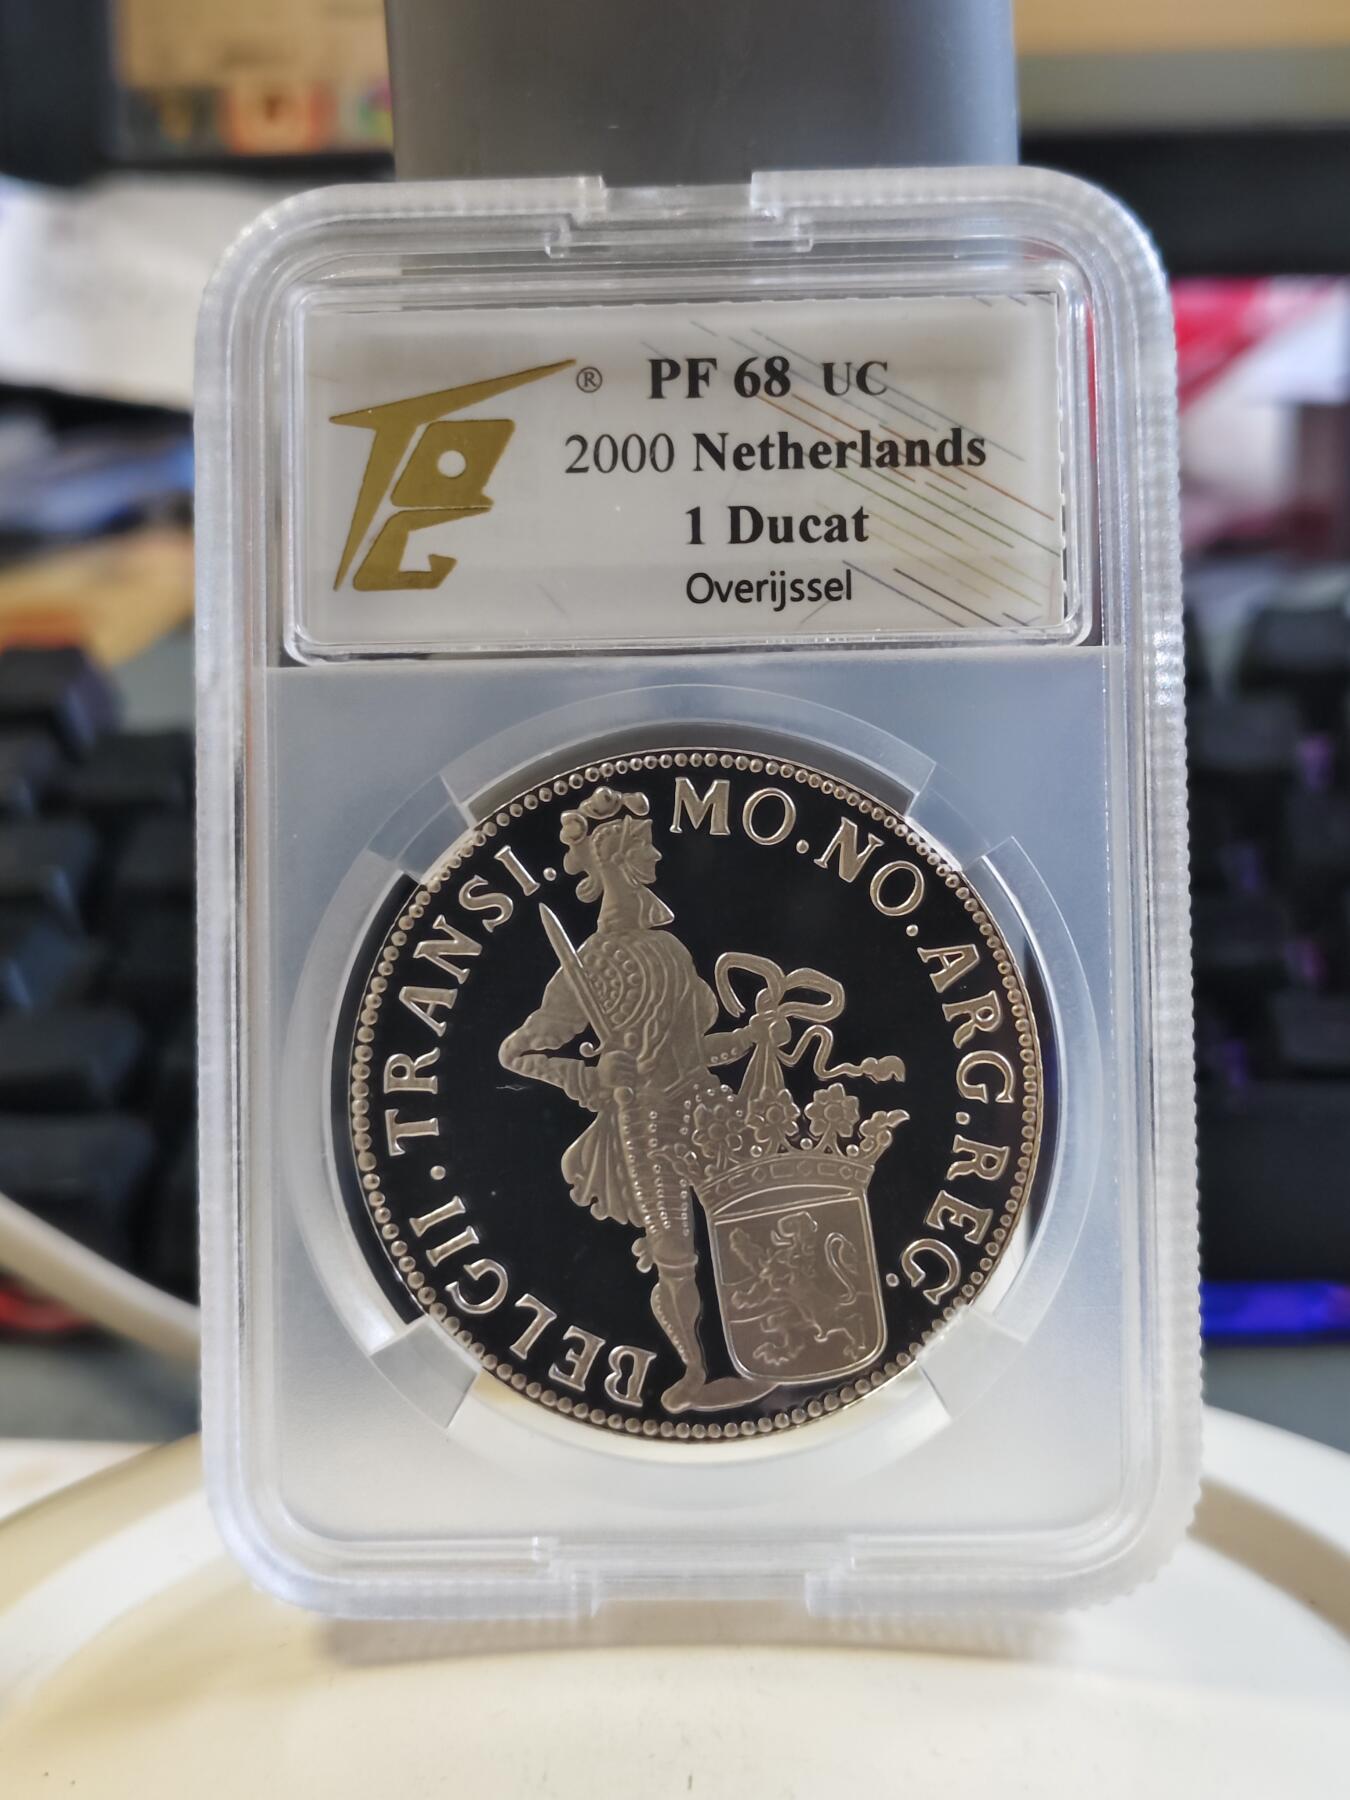 ® PF 68 UC
2000 Netherlands
1 Ducat
Overijssel
MO.NO.ARG.REG.
BELGII.TRANSI.